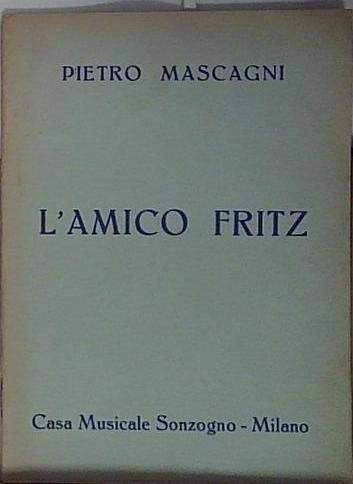 PIETRO MASCAGNI
L'AMICO FRITZ
Casa Musicale Sonzogno - Milano